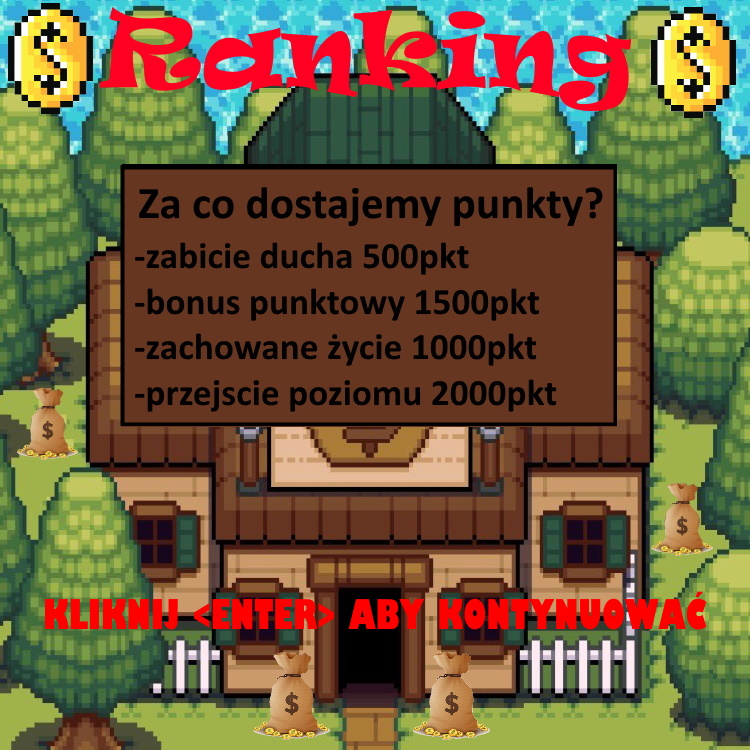 Ranking
Za co dostajemy punkty?
-zabicie ducha 500pkt
-bonus punktowy 1500pkt
-zachowane życie 1000pkt
-przejscie poziomu 2000pkt
KLIKNIJ <ENTER> ABY KONTYNUOWAĆ